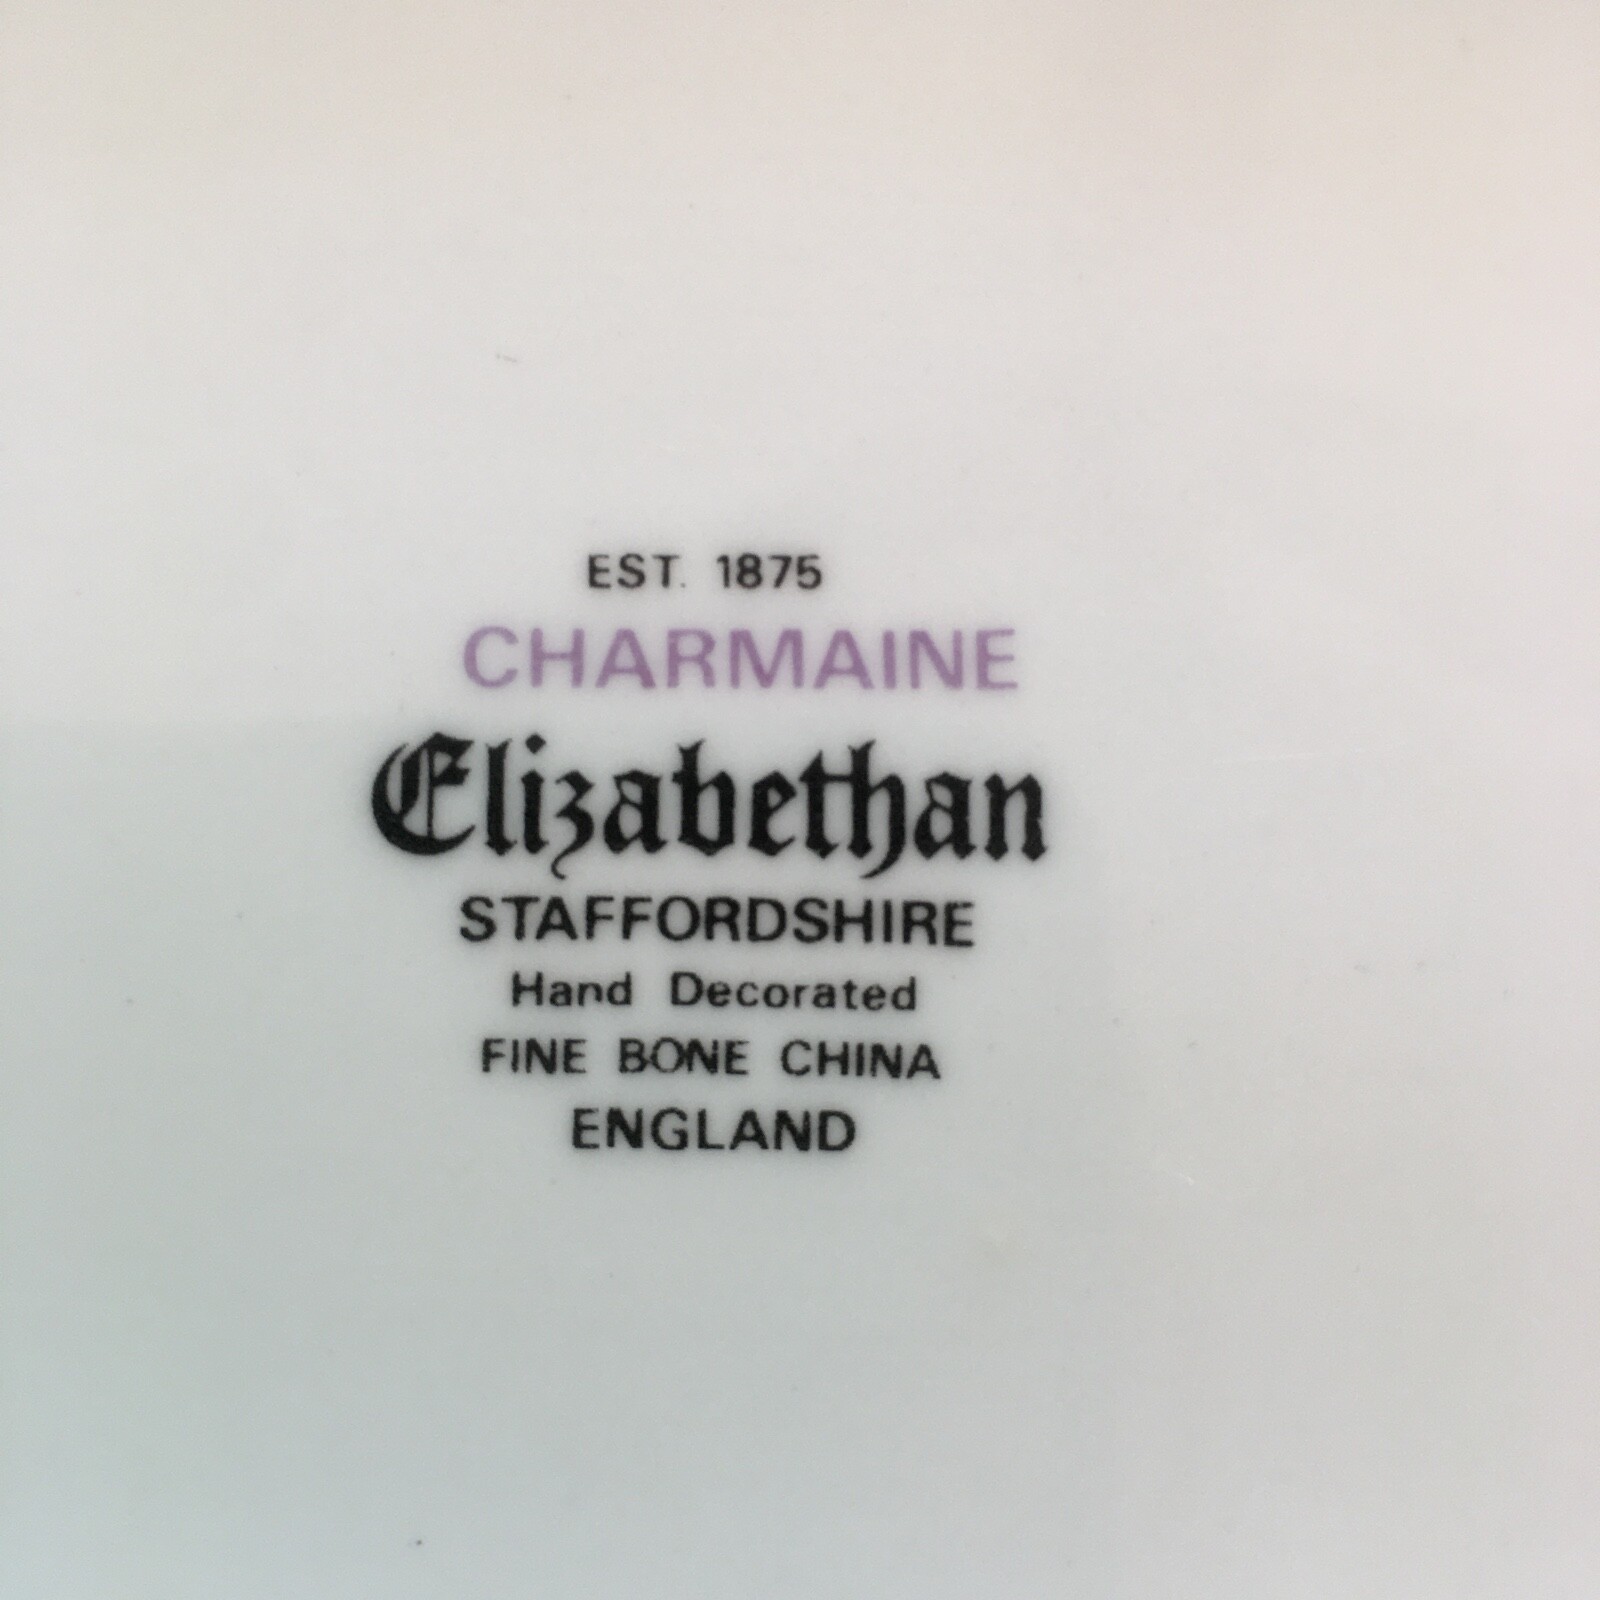 EST. 1875
CHARMAINE
Elizabethan
STAFFORDSHIRE
Hand Decorated
FINE BONE CHINA
ENGLAND